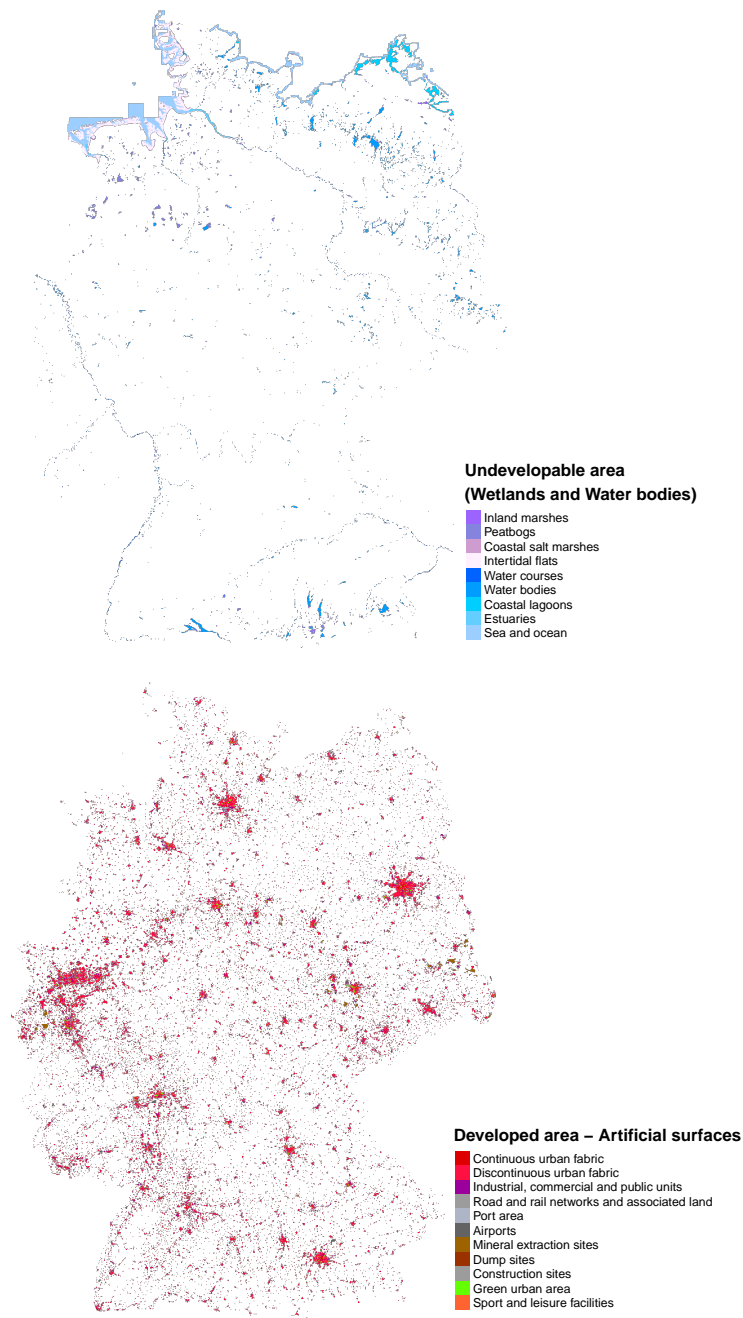 Undevelopable area
(Wetlands and Water bodies)
Inland marshes
Peatbogs
Coastal salt marshes
Intertidal flats
Water courses
Water bodies
Coastal lagoons
Estuaries
Sea and ocean
Developed area – Artificial surfaces
Continuous urban fabric
Discontinuous urban fabric
Industrial, commercial and public units
Road and rail networks and associated land
Port area
Airports
Mineral extraction sites
Dump sites
Construction sites
Green urban area
Sport and leisure facilities